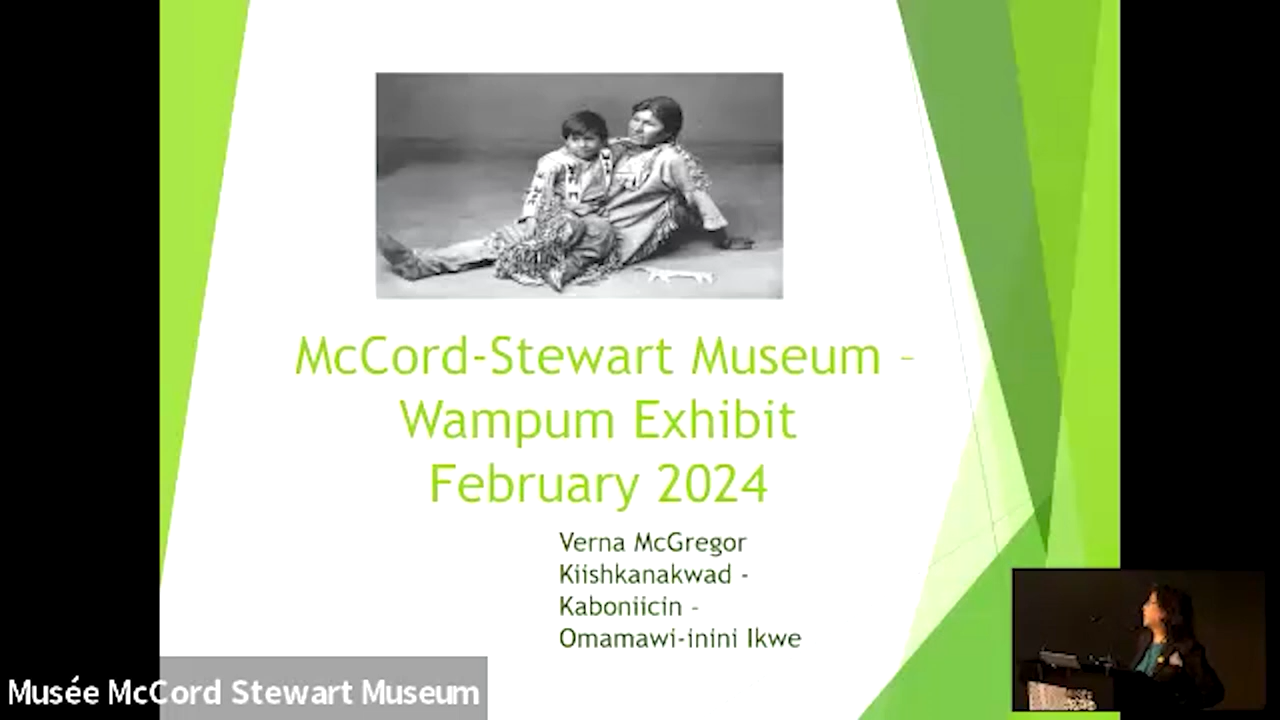 McCord-Stewart Museum –
Wampum Exhibit
February 2024
Verna McGregor
Kiishkanakwad -
Kaboniicin –
Omamawi-inini Ikwe
Musée McCord Stewart Museum